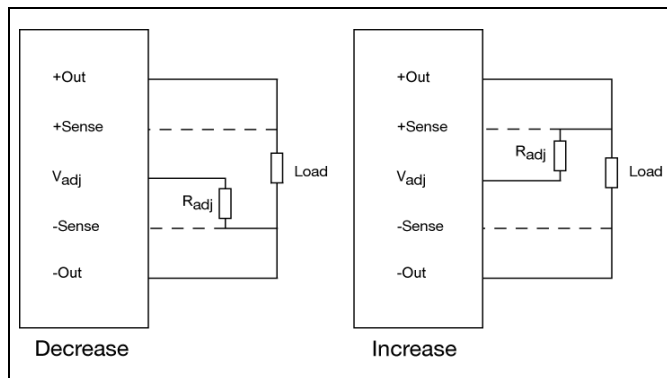 +Out
+Sense
Vadj
-Sense
-Out
Radj
Load
Decrease
+Out
+Sense
Vadj
-Sense
-Out
Radj
Load
Increase